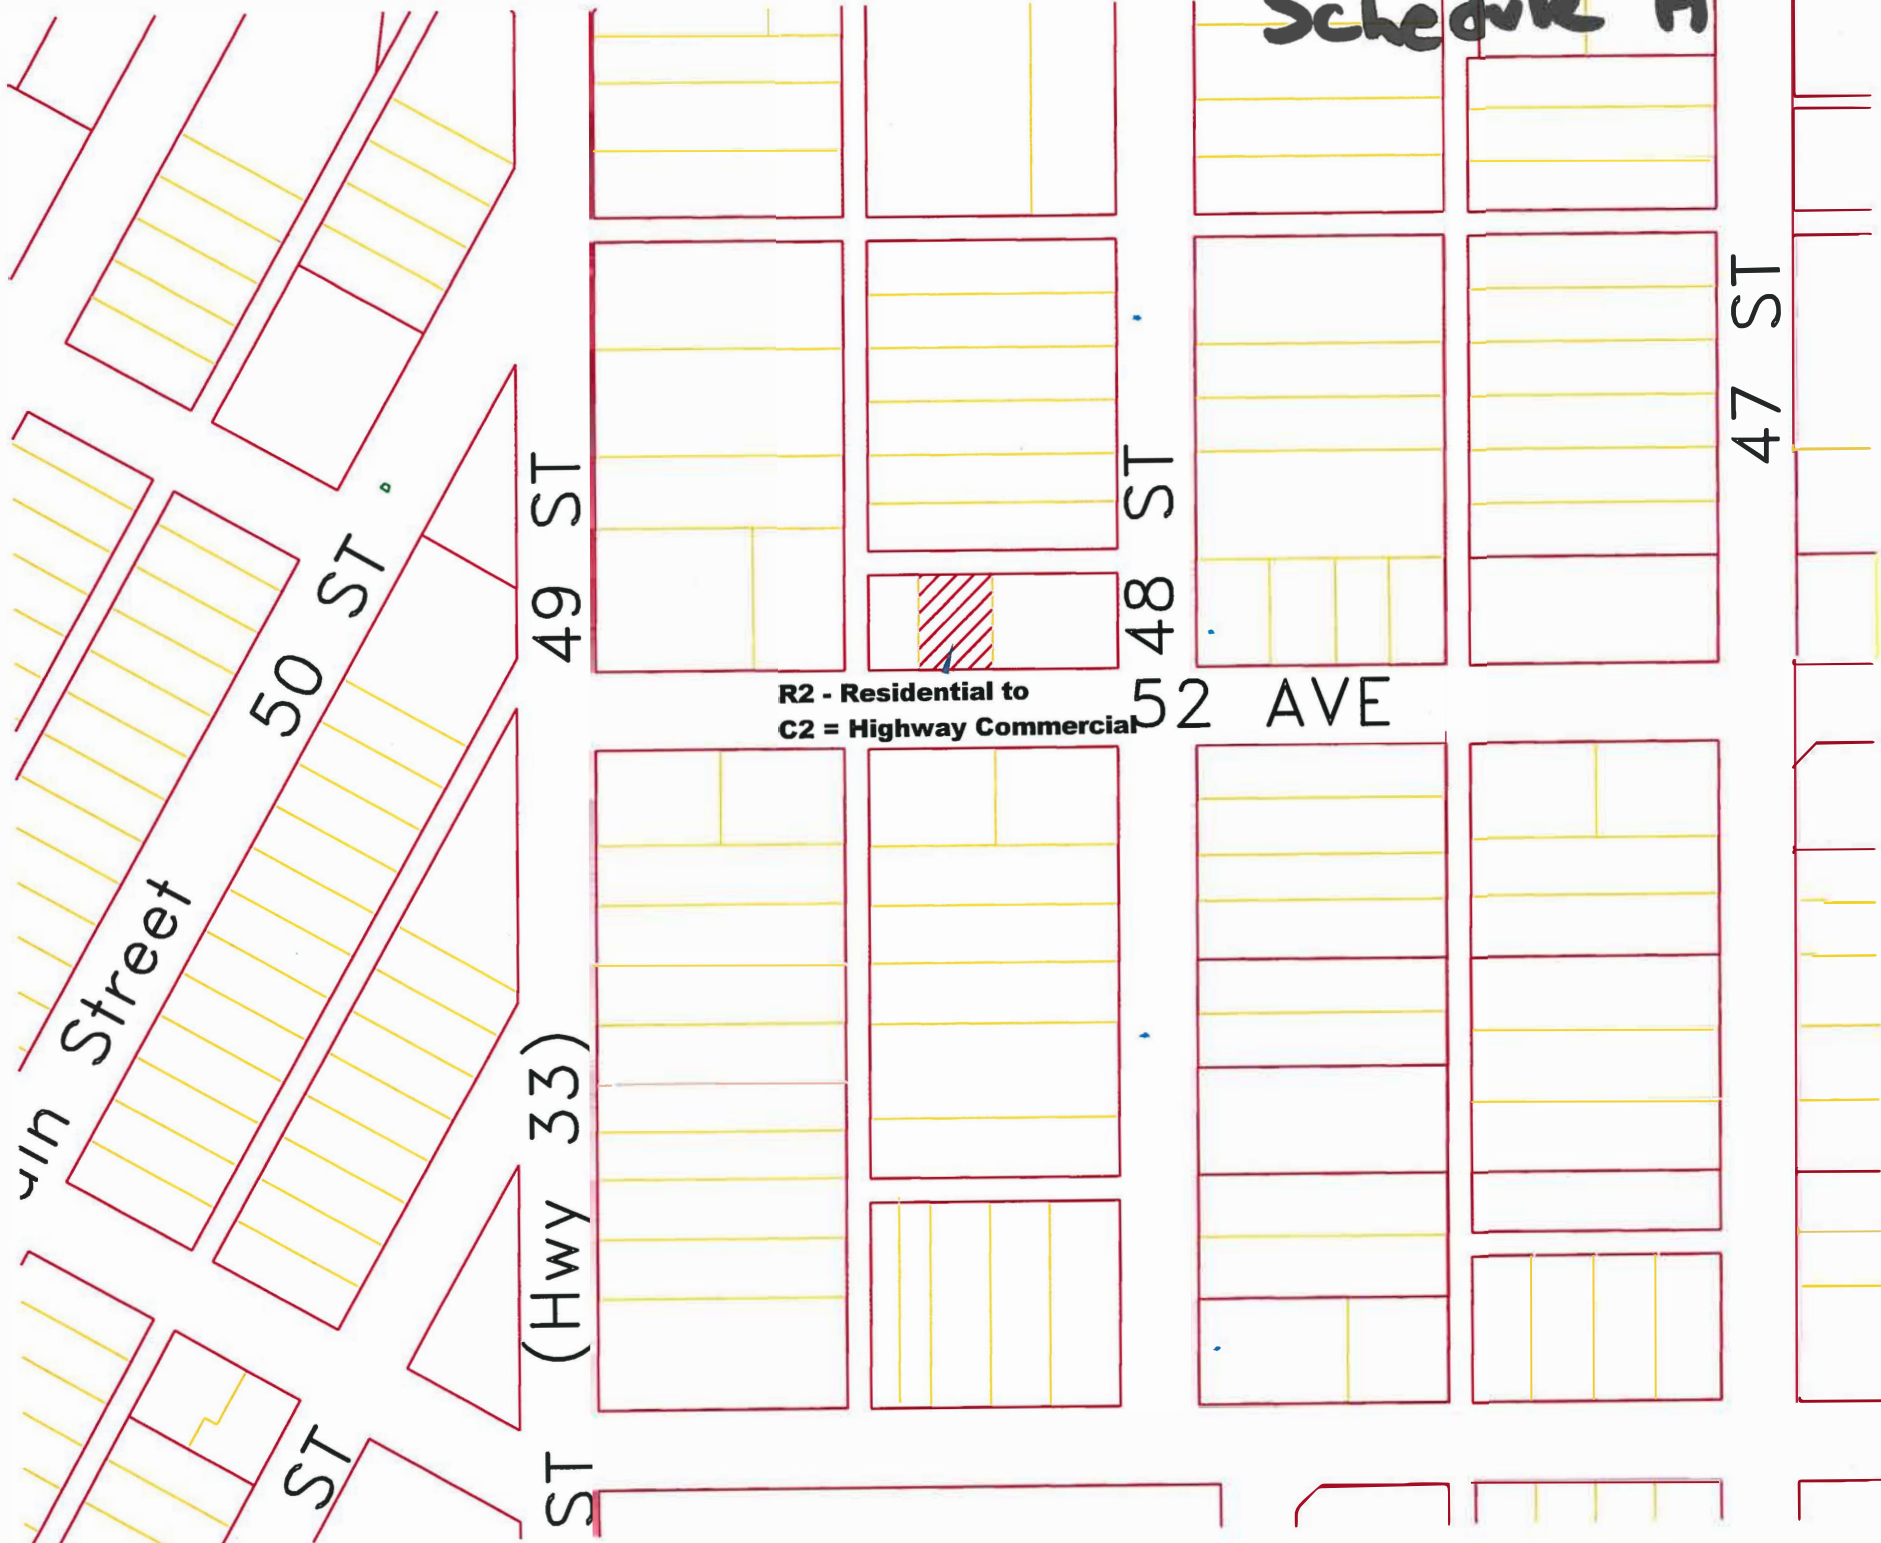 Schedule A
47 ST
49 ST
48 ST
50 ST
R2 - Residential to
C2 = Highway Commercial
52 AVE
Street
(Hwy 33)
ST
ST